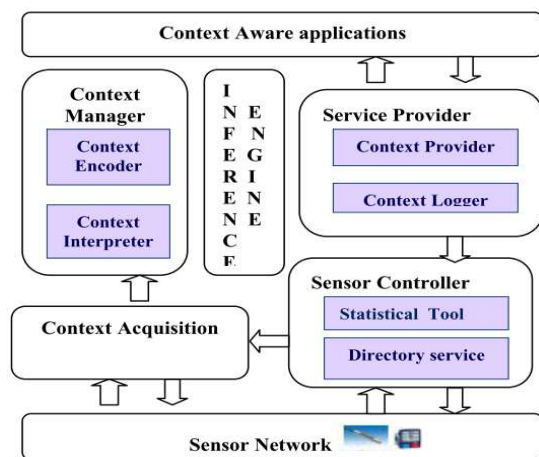 Context Aware applications
Context
Manager
Context
Encoder
Context
Interpreter
INFERENCE
ENGINE
Service Provider
Context Provider
Context Logger
Context Acquisition
Sensor Controller
Statistical Tool
Directory service
Sensor Network